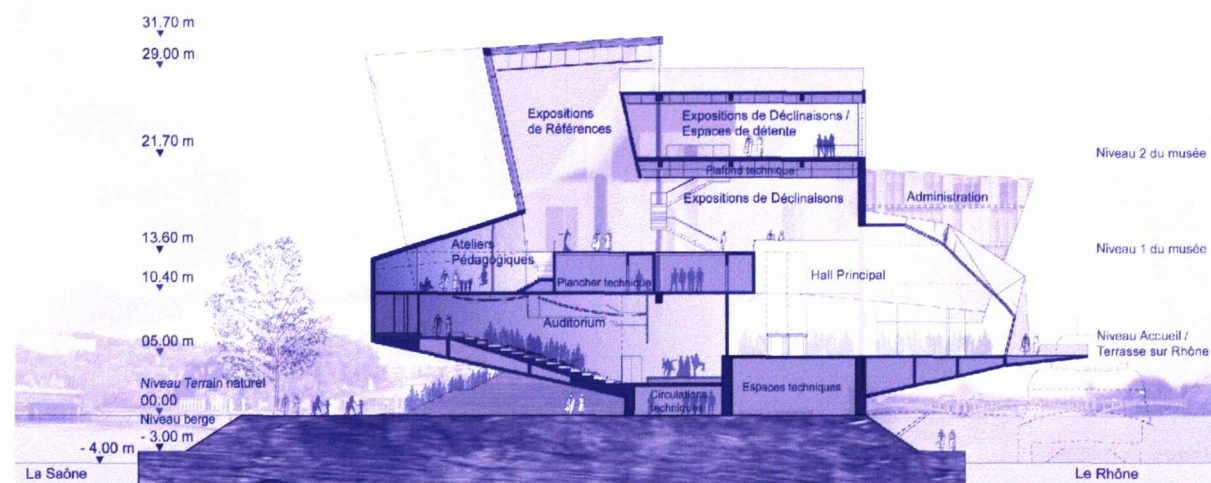 31.70 m
29.00 m
21.70 m
13.60 m
10.40 m
05.00 m
Niveau Terrain naturel
00.00
Niveau berge
- 3.00 m
- 4.00 m
La Saône
Expositions
de Références
Expositions de Déclinaisons /
Espaces de détente
Plafond technique
Expositions de Déclinaisons
Administration
Ateliers
Pédagogiques
Plancher technique
Hall Principal
Auditorium
Circulations
techniques
Espaces techniques
Niveau 2 du musée
Niveau 1 du musée
Niveau Accueil /
Terrasse sur Rhône
Le Rhône